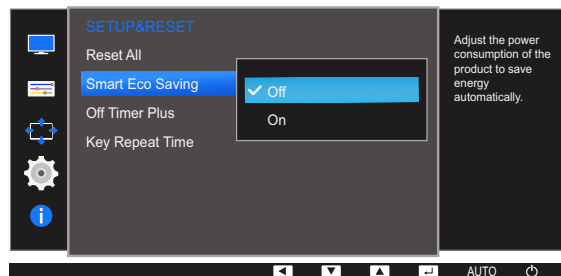 SETUP&RESET
Reset All
Smart Eco Saving
Off Timer Plus
Key Repeat Time
Off
On
Adjust the power
consumption of the
product to save
energy
automatically.
AUTO